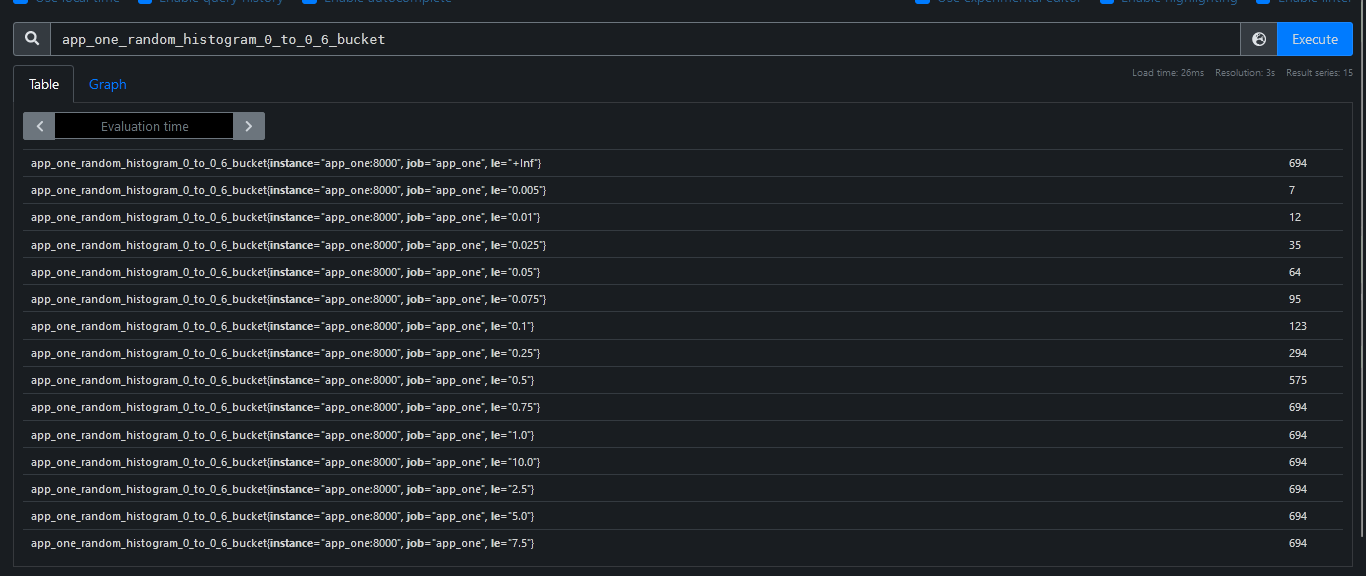 Use local time Enable query history Enable autocomplete Use experimental editor Enable highlighting Enable linter
app_one_random_histogram_0_to_0_6_bucket Execute
Table Graph Load time: 26ms Resolution: 3s Result series: 15
Evaluation time
app_one_random_histogram_0_to_0_6_bucket{instance="app_one:8000", job="app_one", le="+Inf"} 694
app_one_random_histogram_0_to_0_6_bucket{instance="app_one:8000", job="app_one", le="0.005"} 7
app_one_random_histogram_0_to_0_6_bucket{instance="app_one:8000", job="app_one", le="0.01"} 12
app_one_random_histogram_0_to_0_6_bucket{instance="app_one:8000", job="app_one", le="0.025"} 35
app_one_random_histogram_0_to_0_6_bucket{instance="app_one:8000", job="app_one", le="0.05"} 64
app_one_random_histogram_0_to_0_6_bucket{instance="app_one:8000", job="app_one", le="0.075"} 95
app_one_random_histogram_0_to_0_6_bucket{instance="app_one:8000", job="app_one", le="0.1"} 123
app_one_random_histogram_0_to_0_6_bucket{instance="app_one:8000", job="app_one", le="0.25"} 294
app_one_random_histogram_0_to_0_6_bucket{instance="app_one:8000", job="app_one", le="0.5"} 575
app_one_random_histogram_0_to_0_6_bucket{instance="app_one:8000", job="app_one", le="0.75"} 694
app_one_random_histogram_0_to_0_6_bucket{instance="app_one:8000", job="app_one", le="1.0"} 694
app_one_random_histogram_0_to_0_6_bucket{instance="app_one:8000", job="app_one", le="10.0"} 694
app_one_random_histogram_0_to_0_6_bucket{instance="app_one:8000", job="app_one", le="2.5"} 694
app_one_random_histogram_0_to_0_6_bucket{instance="app_one:8000", job="app_one", le="5.0"} 694
app_one_random_histogram_0_to_0_6_bucket{instance="app_one:8000", job="app_one", le="7.5"} 694